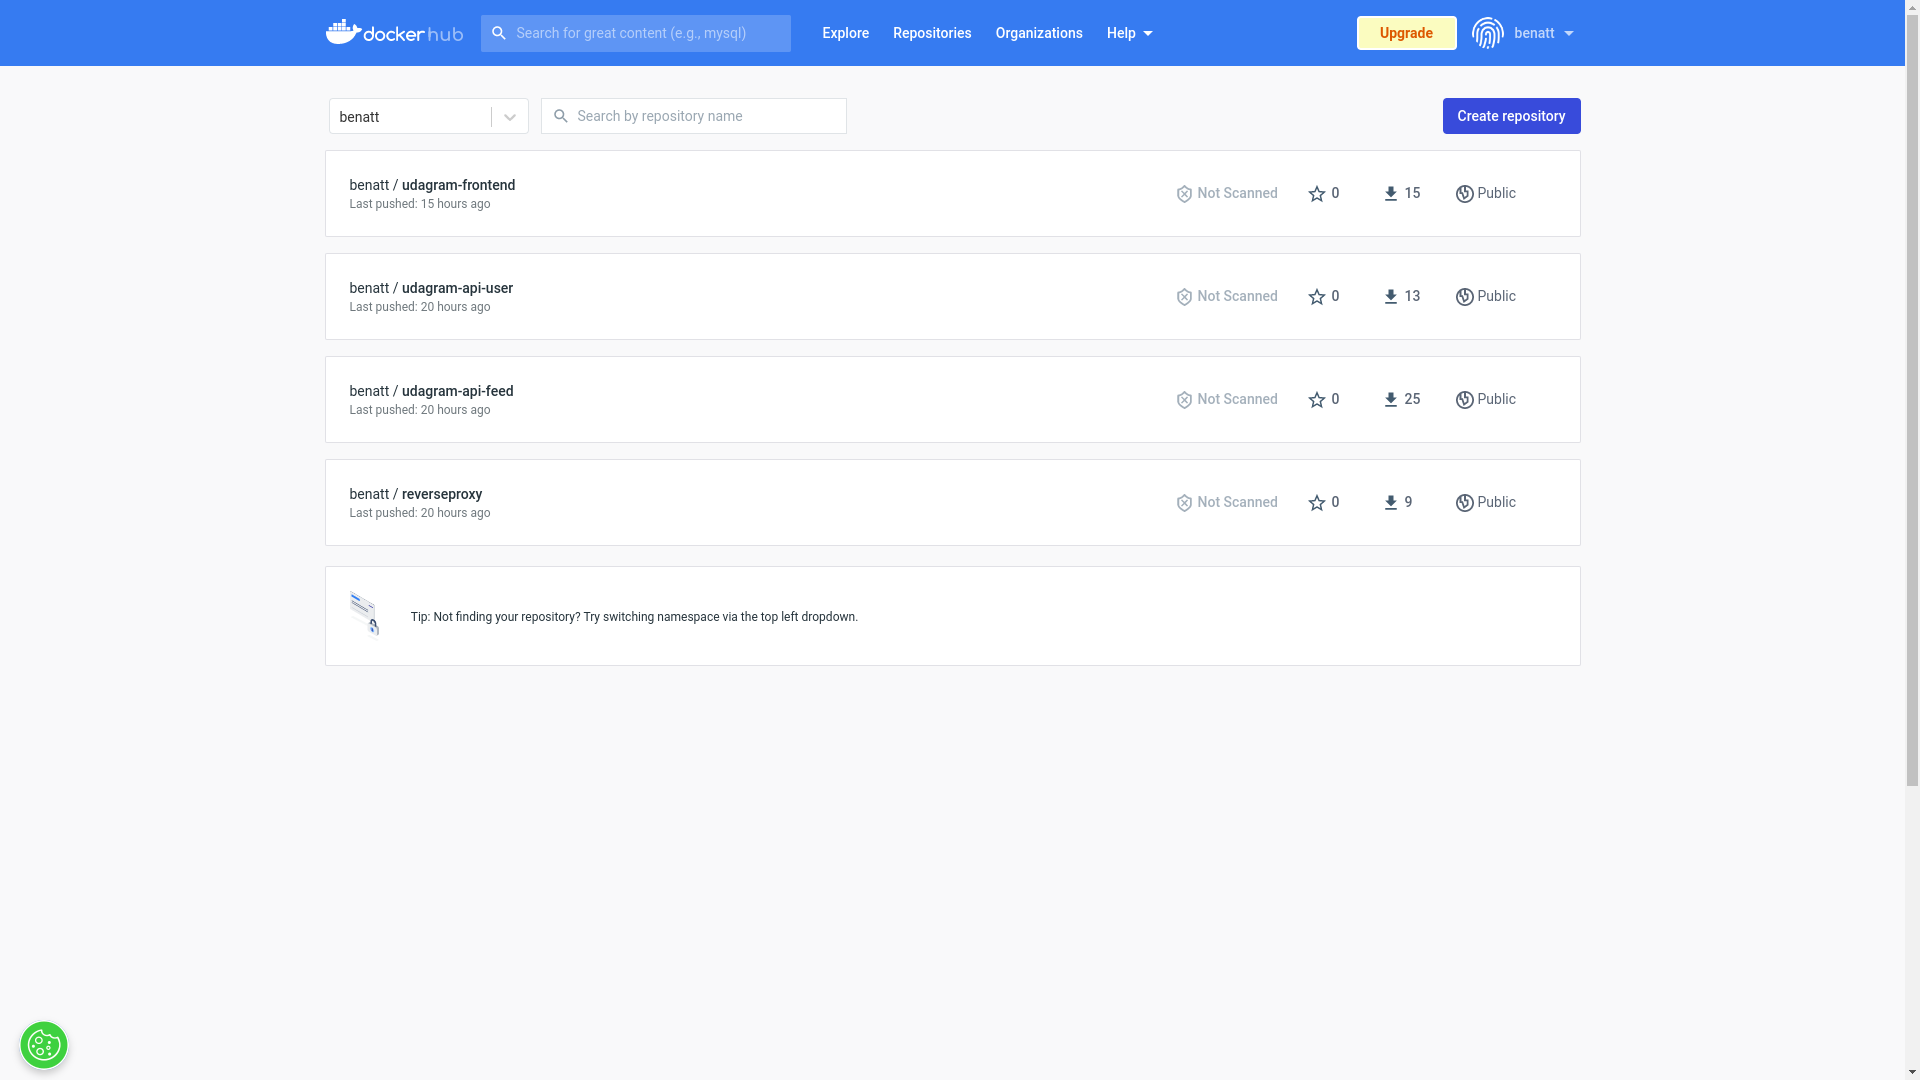 docker hub
Search for great content (e.g., mysql)
Explore
Repositories
Organizations
Help
Upgrade
benatt
benatt
Search by repository name
Create repository
benatt / udagram-frontend
Last pushed: 15 hours ago
Not Scanned
0
15
Public
benatt / udagram-api-user
Last pushed: 20 hours ago
Not Scanned
0
13
Public
benatt / udagram-api-feed
Last pushed: 20 hours ago
Not Scanned
0
25
Public
benatt / reverseproxy
Last pushed: 20 hours ago
Not Scanned
0
9
Public
Tip: Not finding your repository? Try switching namespace via the top left dropdown.